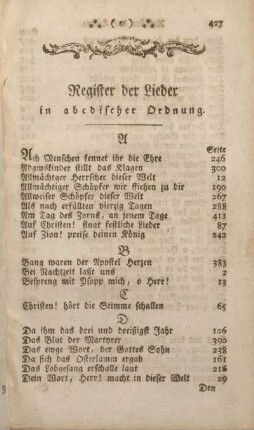 427
Register der Lieder
in abcdischer Ordnung.
A
Seite
Ach Menschen kennet ihr die Ehre 246
Adamskinder stillt das Klagen 300
Allmächtiger Herrscher dieser Welt 12
Allmächtiger Schöpfer wir flehen zu dir 190
Allweiser Schöpfer dieser Welt 267
Als nach erfüllten vierzig Tagen 288
Am Tag des Zorns, an jenem Tage 411
Auf Christen! singt festliche Lieder 87
Auf Zion! preise deinen König 242
B
Bang waren der Apostel Herzen 383
Bei Nachtzeit laßt uns 2
Bespreng mit Ysopp mich, o Herr! 13
C
Christen! hört die Stimme schallen 65
D
Da ihm das drei und dreißigst Jahr 126
Das Blut der Martyrer 390
Das ewge Wort, der Gottes Sohn 238
Da sich das Osterlamm ergab 161
Das Lobgesang erschalle laut 216
Dein Wort, Herr! macht in dieser Welt 29
Den